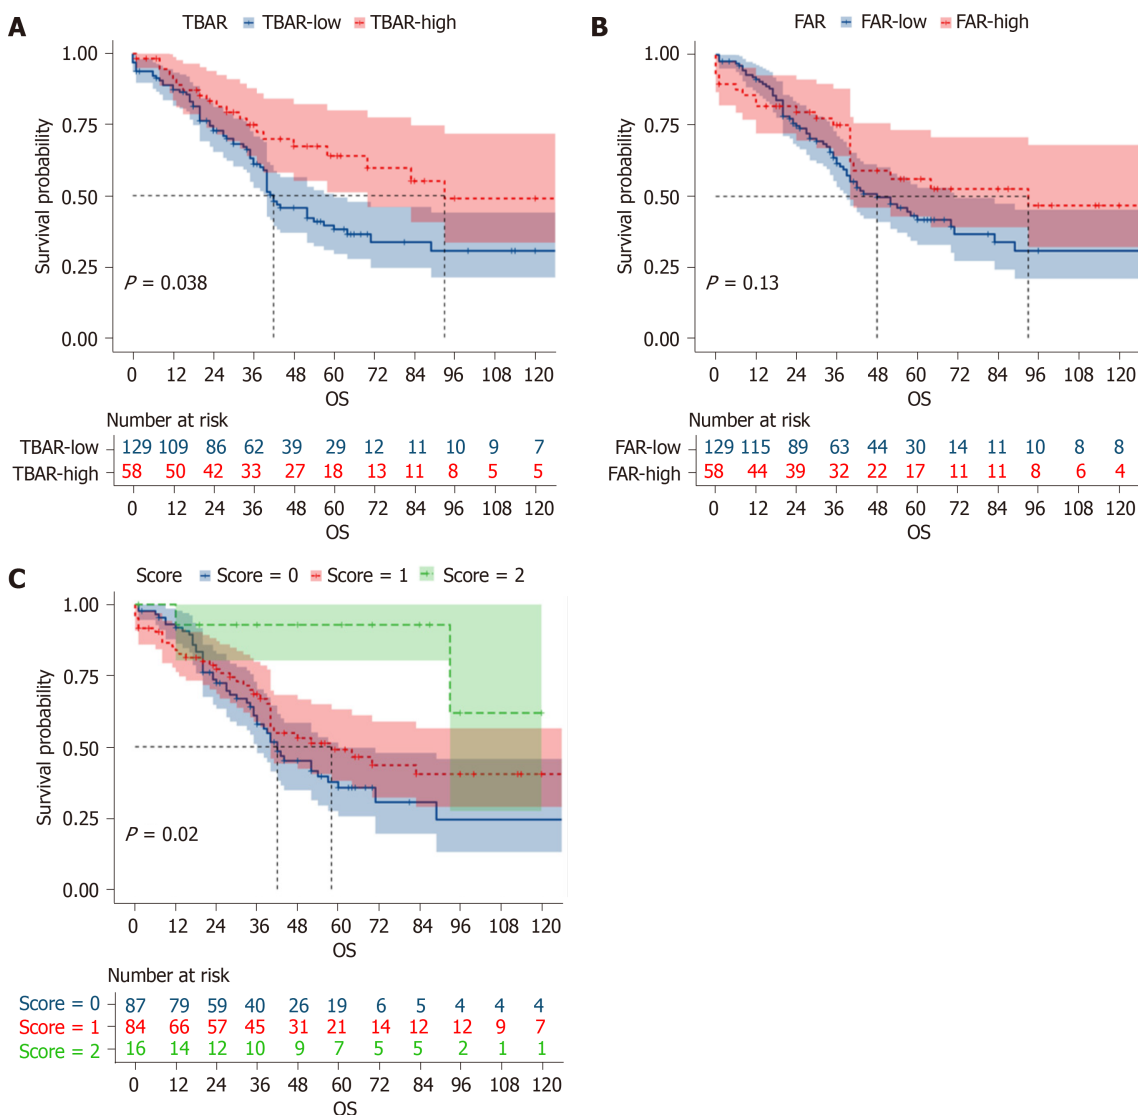 A
TBAR TBAR-low TBAR-high
1.00
0.75
0.50
0.25
0.00
Survival probability
P = 0.038
0 12 24 36 48 60 72 84 96 108 120
OS
Number at risk
TBAR-low 129 109 86 62 39 29 12 11 10 9 7
TBAR-high 58 50 42 33 27 18 13 11 8 5 5
0 12 24 36 48 60 72 84 96 108 120
OS
B
FAR FAR-low FAR-high
1.00
0.75
0.50
0.25
0.00
Survival probability
P = 0.13
0 12 24 36 48 60 72 84 96 108 120
OS
Number at risk
FAR-low 129 115 89 63 44 30 14 11 10 8 8
FAR-high 58 44 39 32 22 17 11 11 8 6 4
0 12 24 36 48 60 72 84 96 108 120
OS
C
Score Score = 0 Score = 1 Score = 2
1.00
0.75
0.50
0.25
0.00
Survival probability
P = 0.02
0 12 24 36 48 60 72 84 96 108 120
OS
Number at risk
Score = 0 87 79 59 40 26 19 6 5 4 4 4
Score = 1 84 66 57 45 31 21 14 12 12 9 7
Score = 2 16 14 12 10 9 7 5 5 2 1 1
0 12 24 36 48 60 72 84 96 108 120
OS